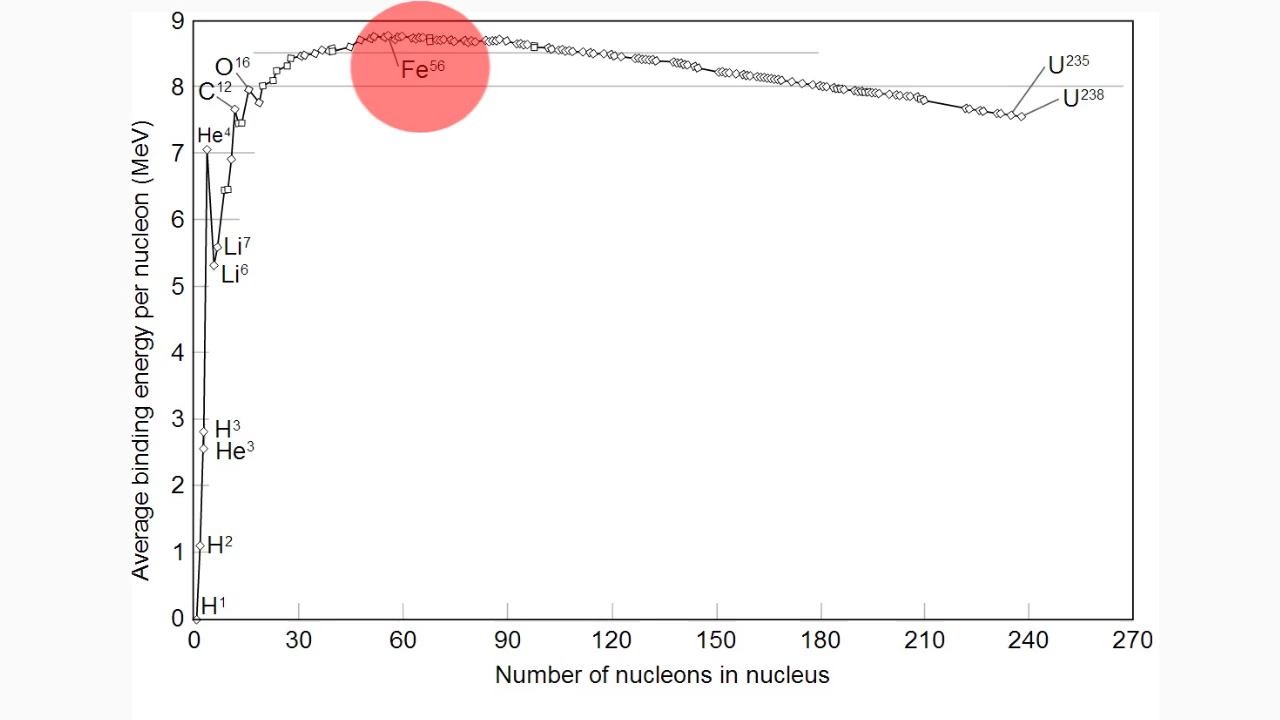 9
8
7
6
5
4
3
2
1
0
Average binding energy per nucleon (MeV)
O¹⁶
C¹²
He⁴
Fe⁵⁶
U²³⁵
U²³⁸
Li⁷
Li⁶
H³
He³
H²
H¹
0 30 60 90 120 150 180 210 240 270
Number of nucleons in nucleus